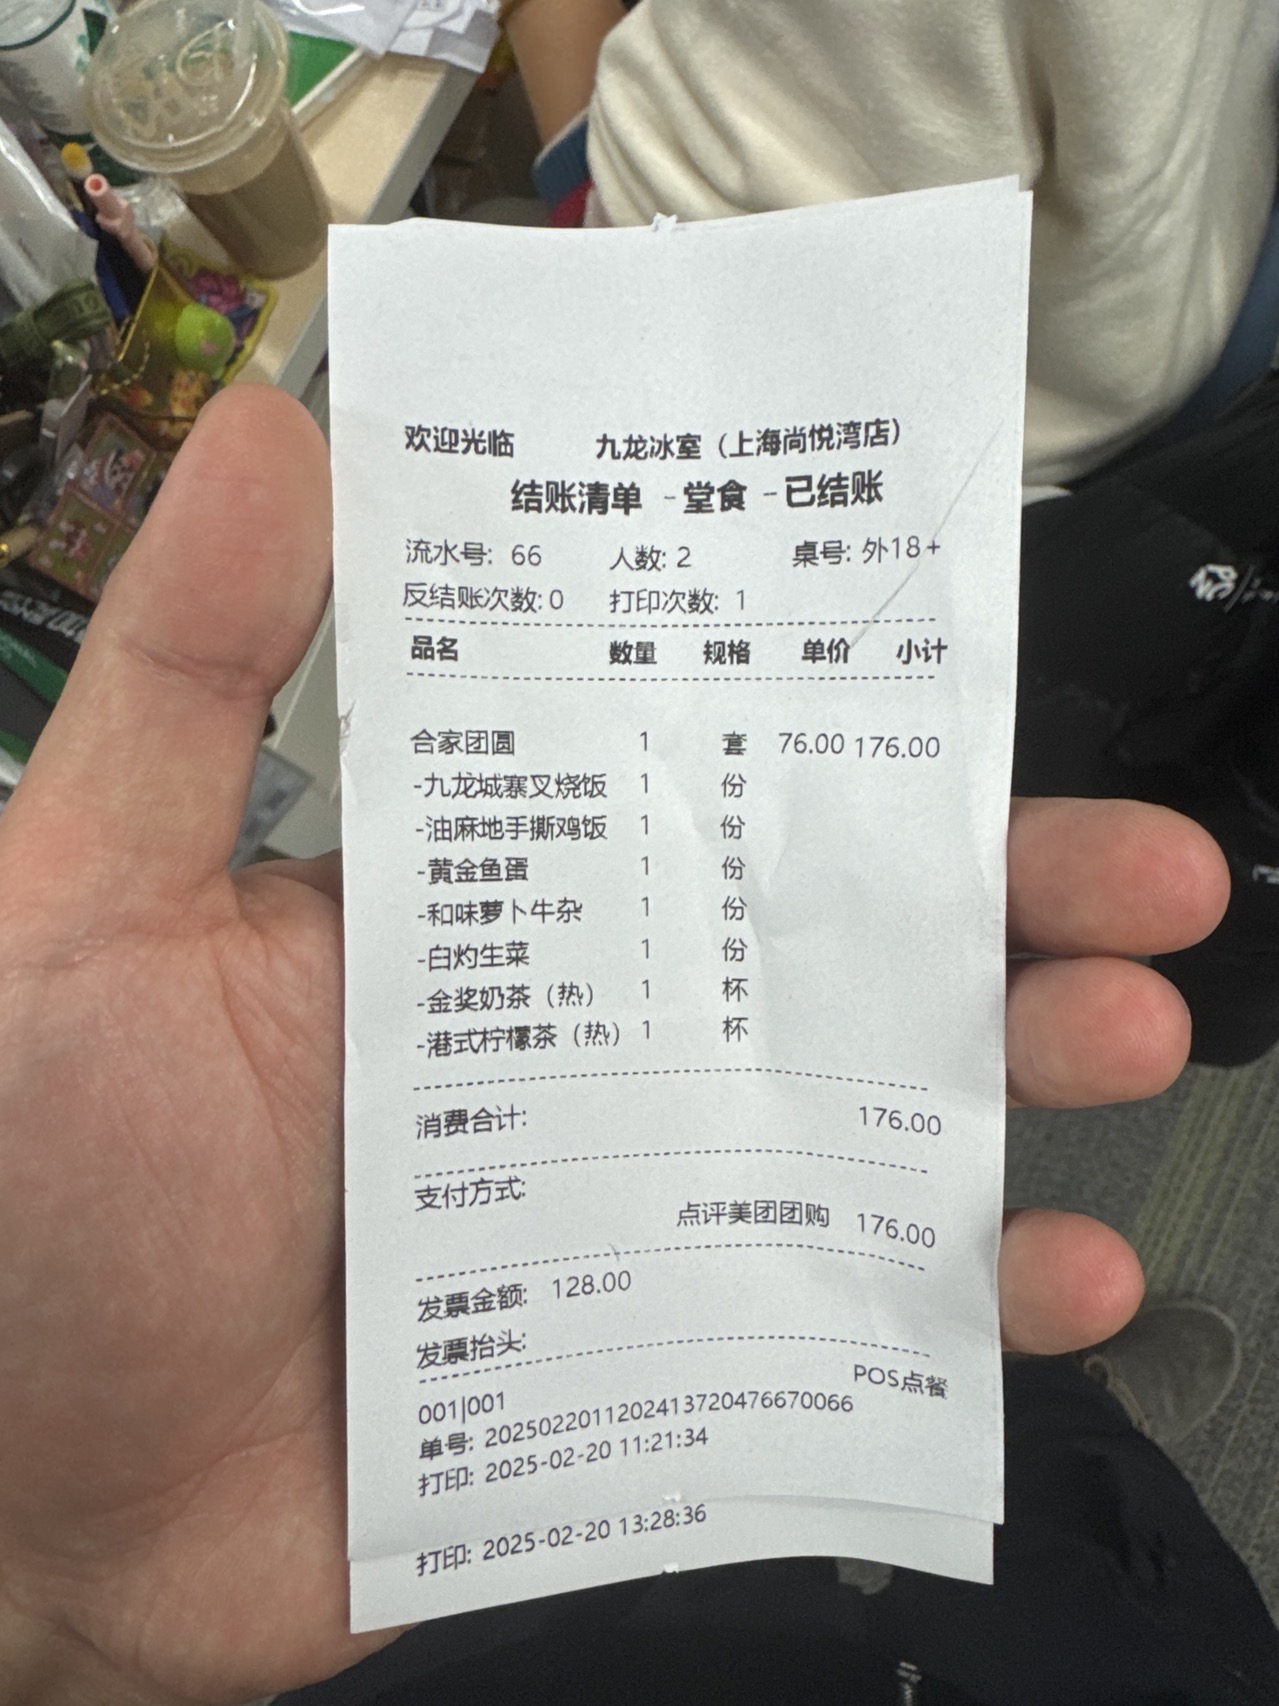 欢迎光临 九龙冰室（上海尚悦湾店）
结账清单 -堂食 -已结账
流水号: 66 人数: 2 桌号: 外18+
反结账次数: 0 打印次数: 1
品名 数量 规格 单价 小计
合家团圆 1 套 76.00 176.00
-九龙城寨叉烧饭 1 份
-油麻地手撕鸡饭 1 份
-黄金鱼蛋 1 份
-和味萝卜牛杂 1 份
-白灼生菜 1 份
-金奖奶茶（热） 1 杯
-港式柠檬茶（热） 1 杯
消费合计: 176.00
支付方式:
点评美团团购 176.00
发票金额: 128.00
发票抬头:
001|001 POS点餐
单号: 20250220112024137204766​70066
打印: 2025-02-20 11:21:34
打印: 2025-02-20 13:28:36